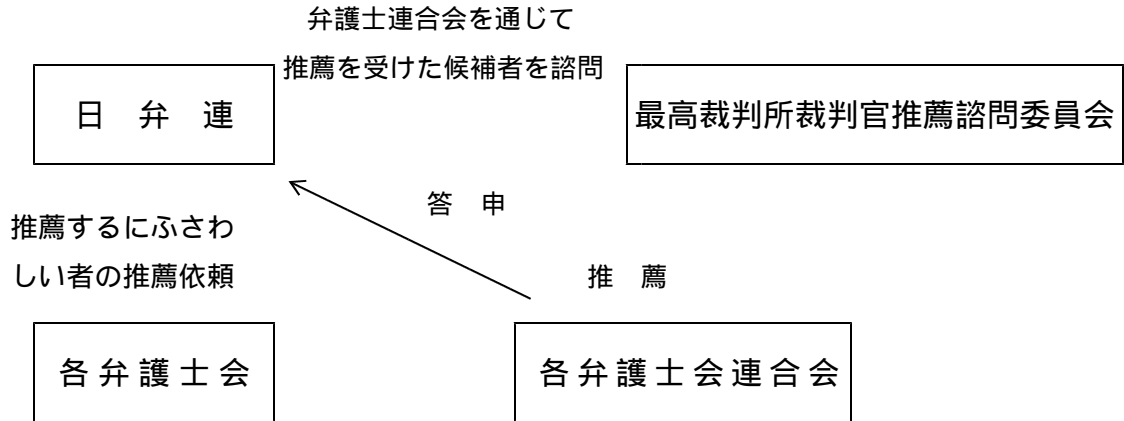 弁護士連合会を通じて
推薦を受けた候補者を諮問
日 弁 連
最高裁判所裁判官推薦諮問委員会
答 申
推薦するにふさわ
しい者の推薦依頼
推 薦
各弁護士会
各弁護士会連合会